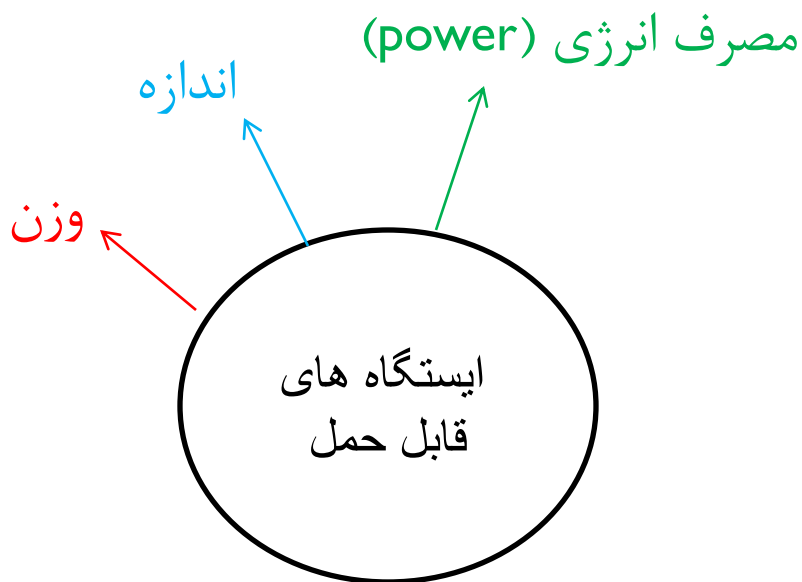 مصرف انرژی (power)
اندازه
وزن
ایستگاه های
قابل حمل